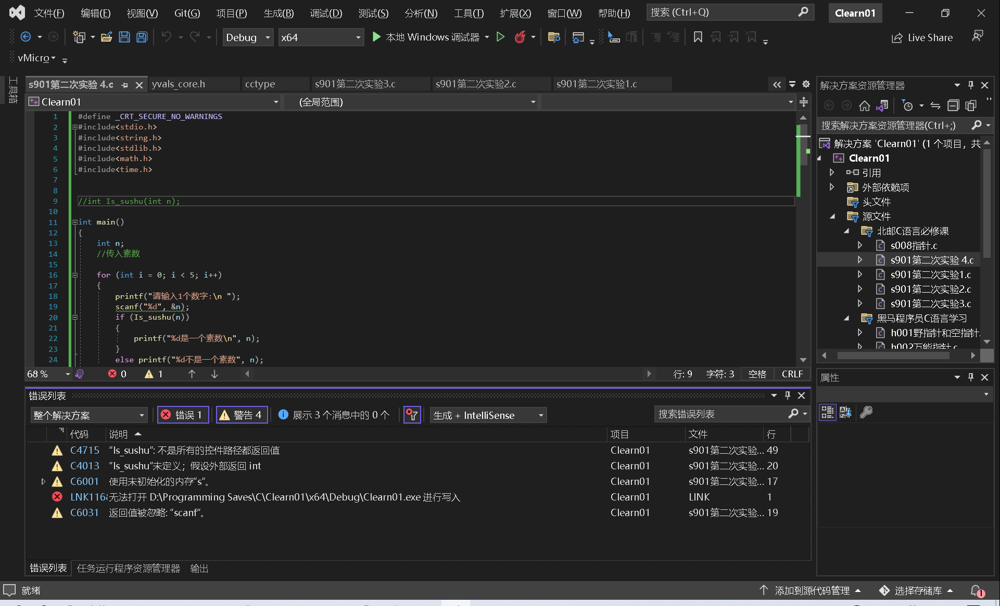 文件(F) 编辑(E) 视图(V) Git(G) 项目(P) 生成(B) 调试(D) 测试(S) 分析(N) 工具(T) 扩展(X) 窗口(W) 帮助(H) 搜索 (Ctrl+Q) Clearn01
Debug x64 本地 Windows 调试器 Live Share
vMicro
工具箱
s901第二次实验 4.c yvals_core.h cctype s901第二次实验3.c s901第二次实验2.c s901第二次实验1.c
Clearn01 (全局范围)
1 #define _CRT_SECURE_NO_WARNINGS
2 #include<stdio.h>
3 #include<string.h>
4 #include<stdlib.h>
5 #include<math.h>
6 #include<time.h>
7
8
9 //int Is_sushu(int n);
10
11 int main()
12 {
13 int n;
14 //传入素数
15
16 for (int i = 0; i < 5; i++)
17 {
18 printf("请输入1个数字:\n ");
19 scanf("%d", &n);
20 if (Is_sushu(n))
21 {
22 printf("%d是一个素数\n", n);
23 }
24 else printf("%d不是一个素数", n);
68 % 0 1 行: 9 字符: 3 空格 CRLF
错误列表
整个解决方案 错误 1 警告 4 展示 3 个消息中的 0 个 生成 + IntelliSense 搜索错误列表
代码 说明 项目 文件 行
C4715 "Is_sushu": 不是所有的控件路径都返回值 Clearn01 s901第二次实验... 49
C4013 "Is_sushu"未定义；假设外部返回 int Clearn01 s901第二次实验... 20
C6001 使用未初始化的内存"s"。 Clearn01 s901第二次实验... 17
LNK1168 无法打开 D:\Programming Saves\C\Clearn01\x64\Debug\Clearn01.exe 进行写入 Clearn01 LINK 1
C6031 返回值被忽略: "scanf"。 Clearn01 s901第二次实验... 19
错误列表 任务运行程序资源管理器 输出
解决方案资源管理器
搜索解决方案资源管理器(Ctrl+;)
解决方案 'Clearn01' (1 个项目，共
Clearn01
引用
外部依赖项
头文件
源文件
北邮C语言必修课
s008指针.c
s901第二次实验 4.c
s901第二次实验1.c
s901第二次实验2.c
s901第二次实验3.c
黑马程序员C语言学习
h001野指针和空指针.
h002万能指针.c
属性
就绪 添加到源代码管理 选择存储库 1